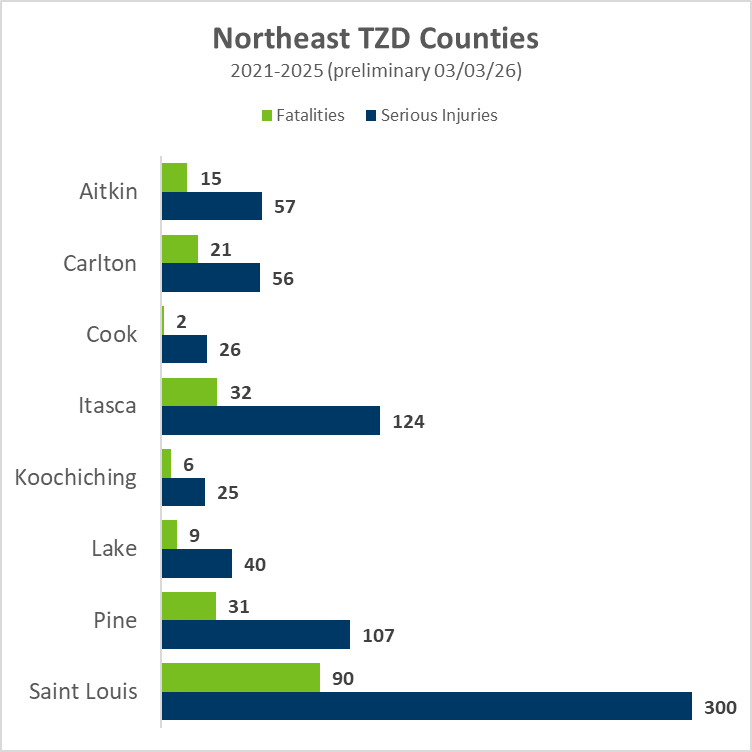 Northeast TZD Counties
2021-2025 (preliminary 03/03/26)
Fatalities Serious Injuries
Aitkin
15
57
Carlton
21
56
Cook
2
26
Itasca
32
124
Koochiching
6
25
Lake
9
40
Pine
31
107
Saint Louis
90
300